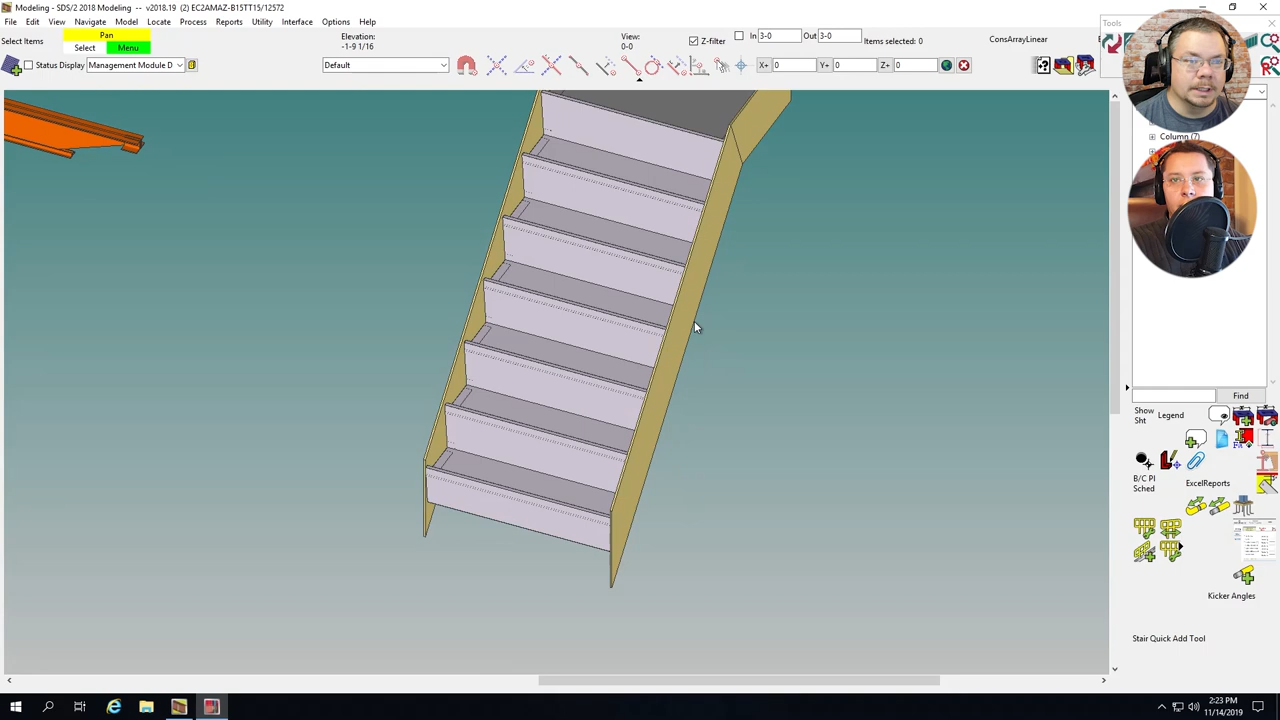 Modeling - SDS/2 2018 Modeling -- v2018.19 (2) EC2AMAZ-B15TT15/12572
File Edit View Navigate Model Locate Process Reports Utility Interface Options Help
Tools
Select Items
Pan
Select Menu
Elevation:
-1-9 1/16
View:
0-0
Z-filter
In 3-0 Out 3-0
Items selected: 0
ConsArrayLinear
Status Display Management Module D
Default
X+ 0 Y+ 0 Z+ 0
Column (7)
Find
Show
Sht
Legend
B/C Pl
Sched
ExcelReports
Kicker Angles
Stair Quick Add Tool
2:23 PM
11/14/2019